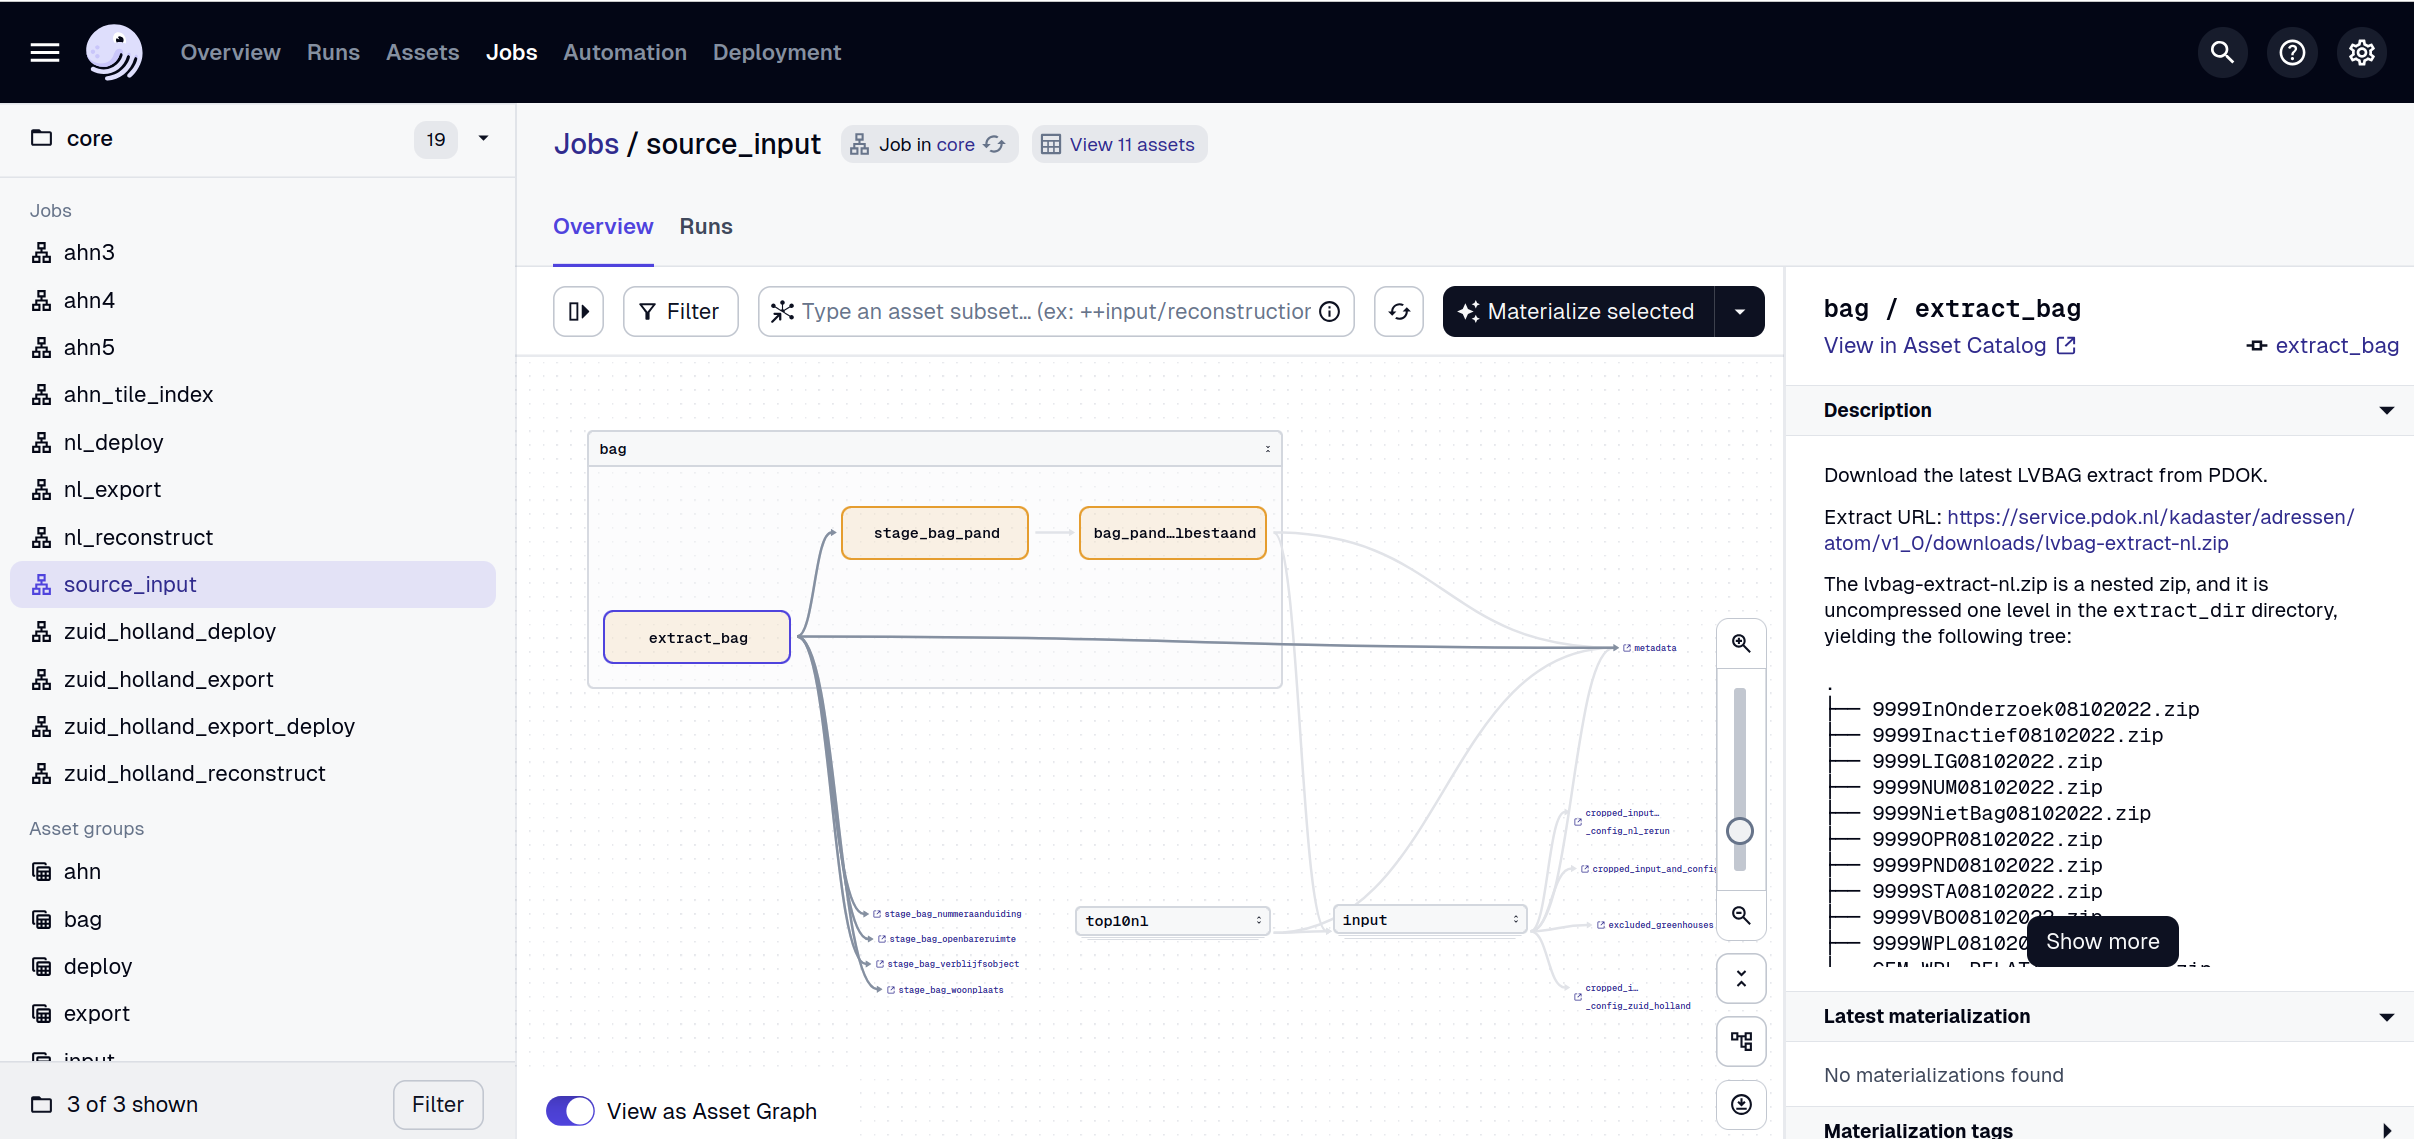 Overview Runs Assets Jobs Automation Deployment
core 19
Jobs
ahn3
ahn4
ahn5
ahn_tile_index
nl_deploy
nl_export
nl_reconstruct
source_input
zuid_holland_deploy
zuid_holland_export
zuid_holland_export_deploy
zuid_holland_reconstruct
Asset groups
ahn
bag
deploy
export
input
3 of 3 shown Filter
Jobs / source_input Job in core View 11 assets
Overview Runs
Filter Type an asset subset... (ex: ++input/reconstruction Materialize selected
bag
stage_bag_pand bag_pand…lbestaand
extract_bag
metadata
cropped_input…
_config_nl_rerun
cropped_input_and_config
stage_bag_nummeraanduiding
stage_bag_openbareruimte
stage_bag_verblijfsobject
stage_bag_woonplaats
top10nl
input
excluded_greenhouses
cropped_i…
_config_zuid_holland
View as Asset Graph
bag / extract_bag
View in Asset Catalog extract_bag
Description
Download the latest LVBAG extract from PDOK.
Extract URL: https://service.pdok.nl/kadaster/adressen/
atom/v1_0/downloads/lvbag-extract-nl.zip
The lvbag-extract-nl.zip is a nested zip, and it is
uncompressed one level in the extract_dir directory,
yielding the following tree:
.
├── 9999InOnderzoek08102022.zip
├── 9999Inactief08102022.zip
├── 9999LIG08102022.zip
├── 9999NUM08102022.zip
├── 9999NietBag08102022.zip
├── 9999OPR08102022.zip
├── 9999PND08102022.zip
├── 9999STA08102022.zip
├── 9999VBO08102022.zip
├── 9999WPL081020
Show more
Latest materialization
No materializations found
Materialization tags